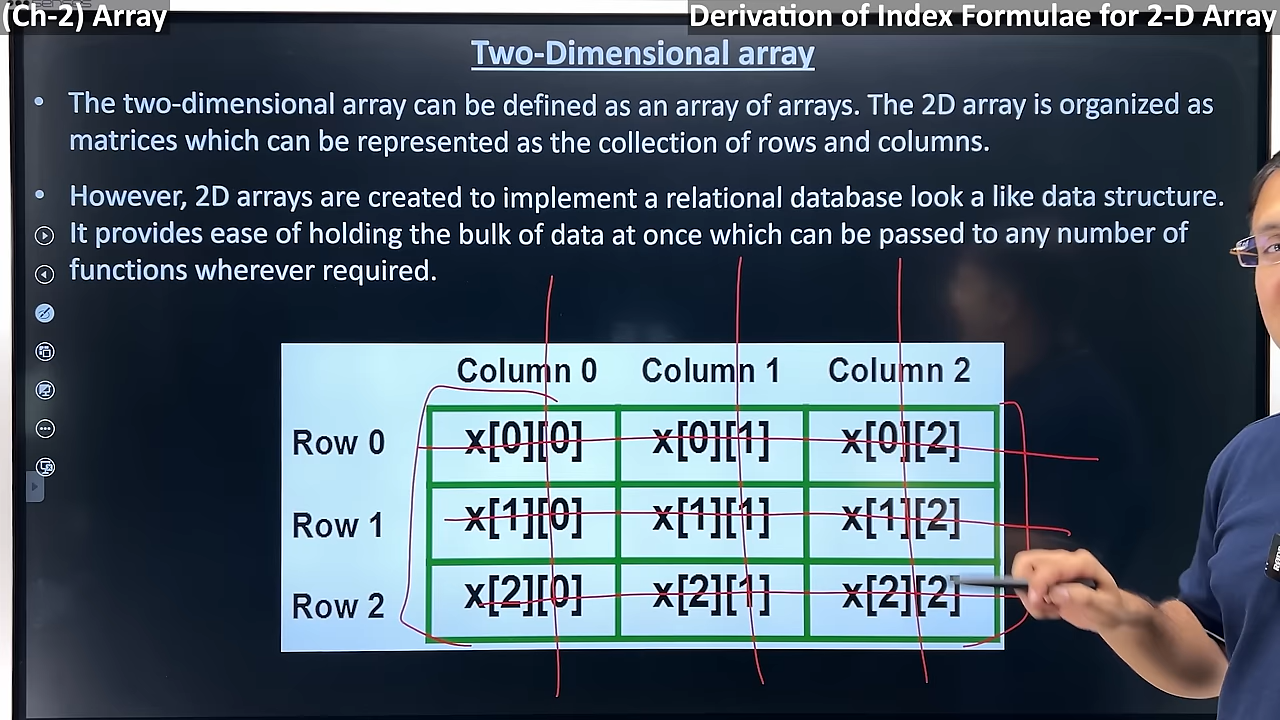 (Ch-2) Array
Derivation of Index Formulae for 2-D Array
Two-Dimensional array
• The two-dimensional array can be defined as an array of arrays. The 2D array is organized as
matrices which can be represented as the collection of rows and columns.
• However, 2D arrays are created to implement a relational database look a like data structure.
It provides ease of holding the bulk of data at once which can be passed to any number of
functions wherever required.
Column 0 Column 1 Column 2
Row 0 x[0][0] x[0][1] x[0][2]
Row 1 x[1][0] x[1][1] x[1][2]
Row 2 x[2][0] x[2][1] x[2][2]